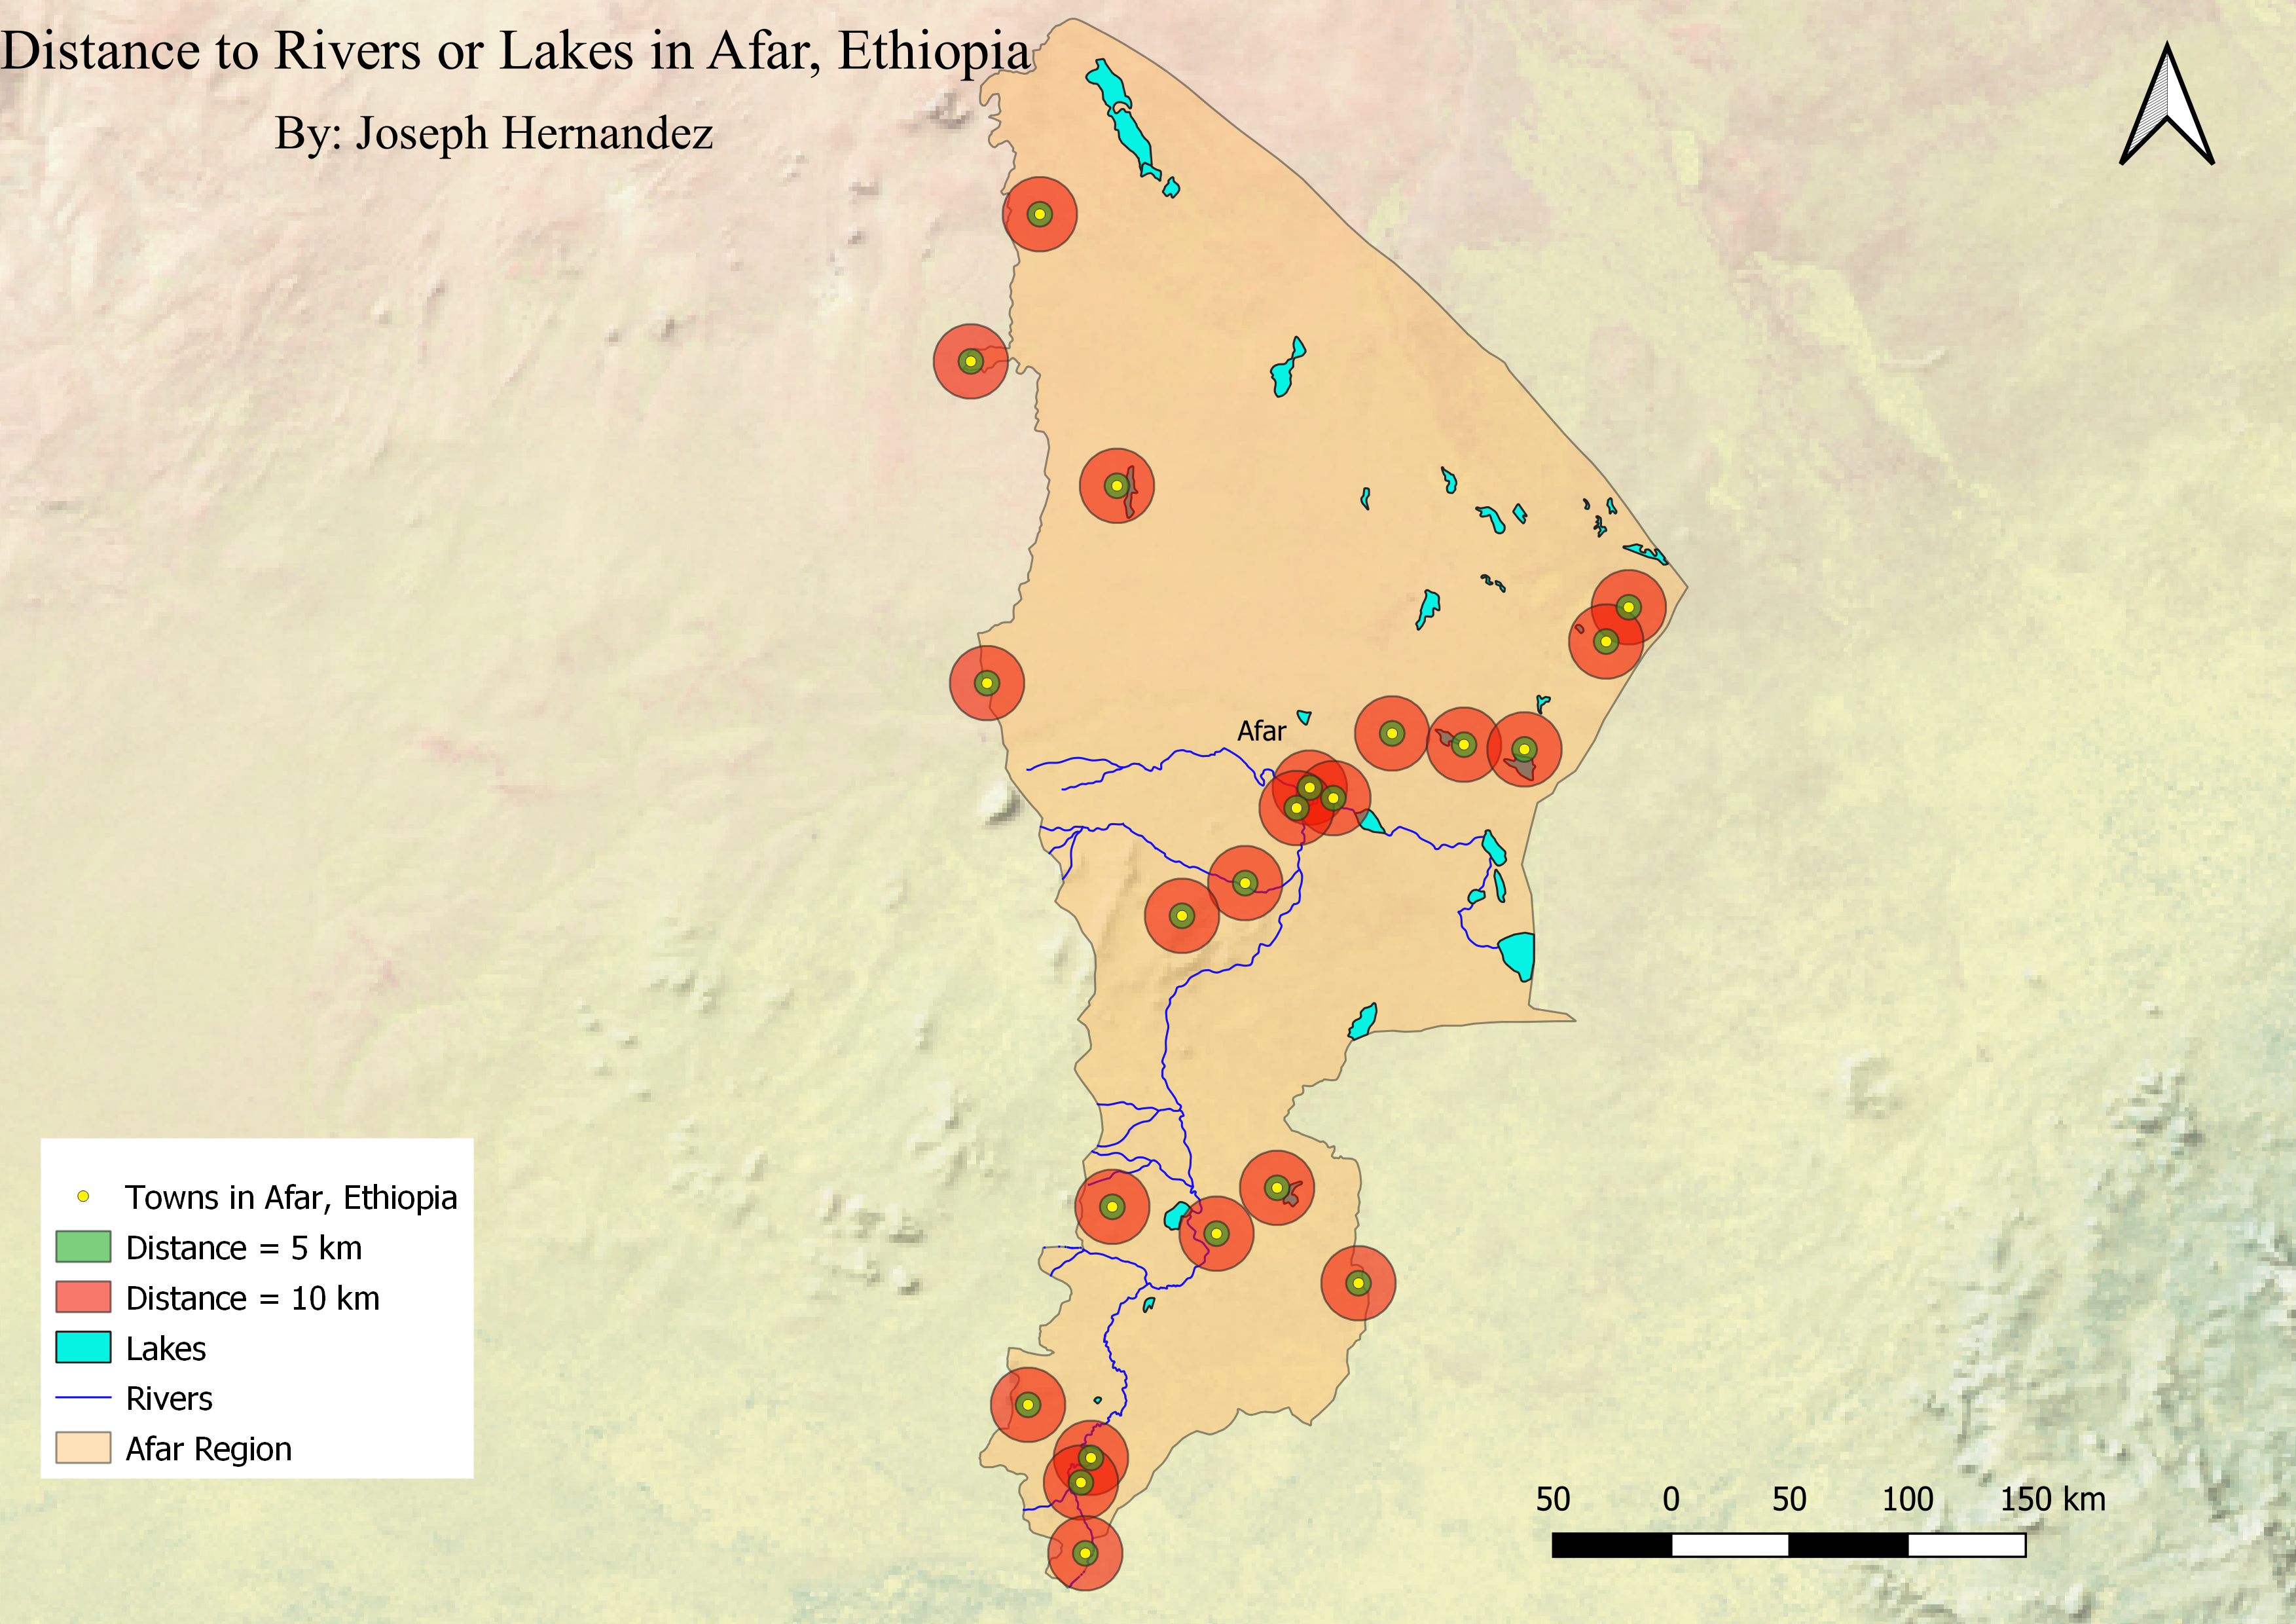 Distance to Rivers or Lakes in Afar, Ethiopia
By: Joseph Hernandez
Afar
Towns in Afar, Ethiopia
Distance = 5 km
Distance = 10 km
Lakes
Rivers
Afar Region
50 0 50 100 150 km